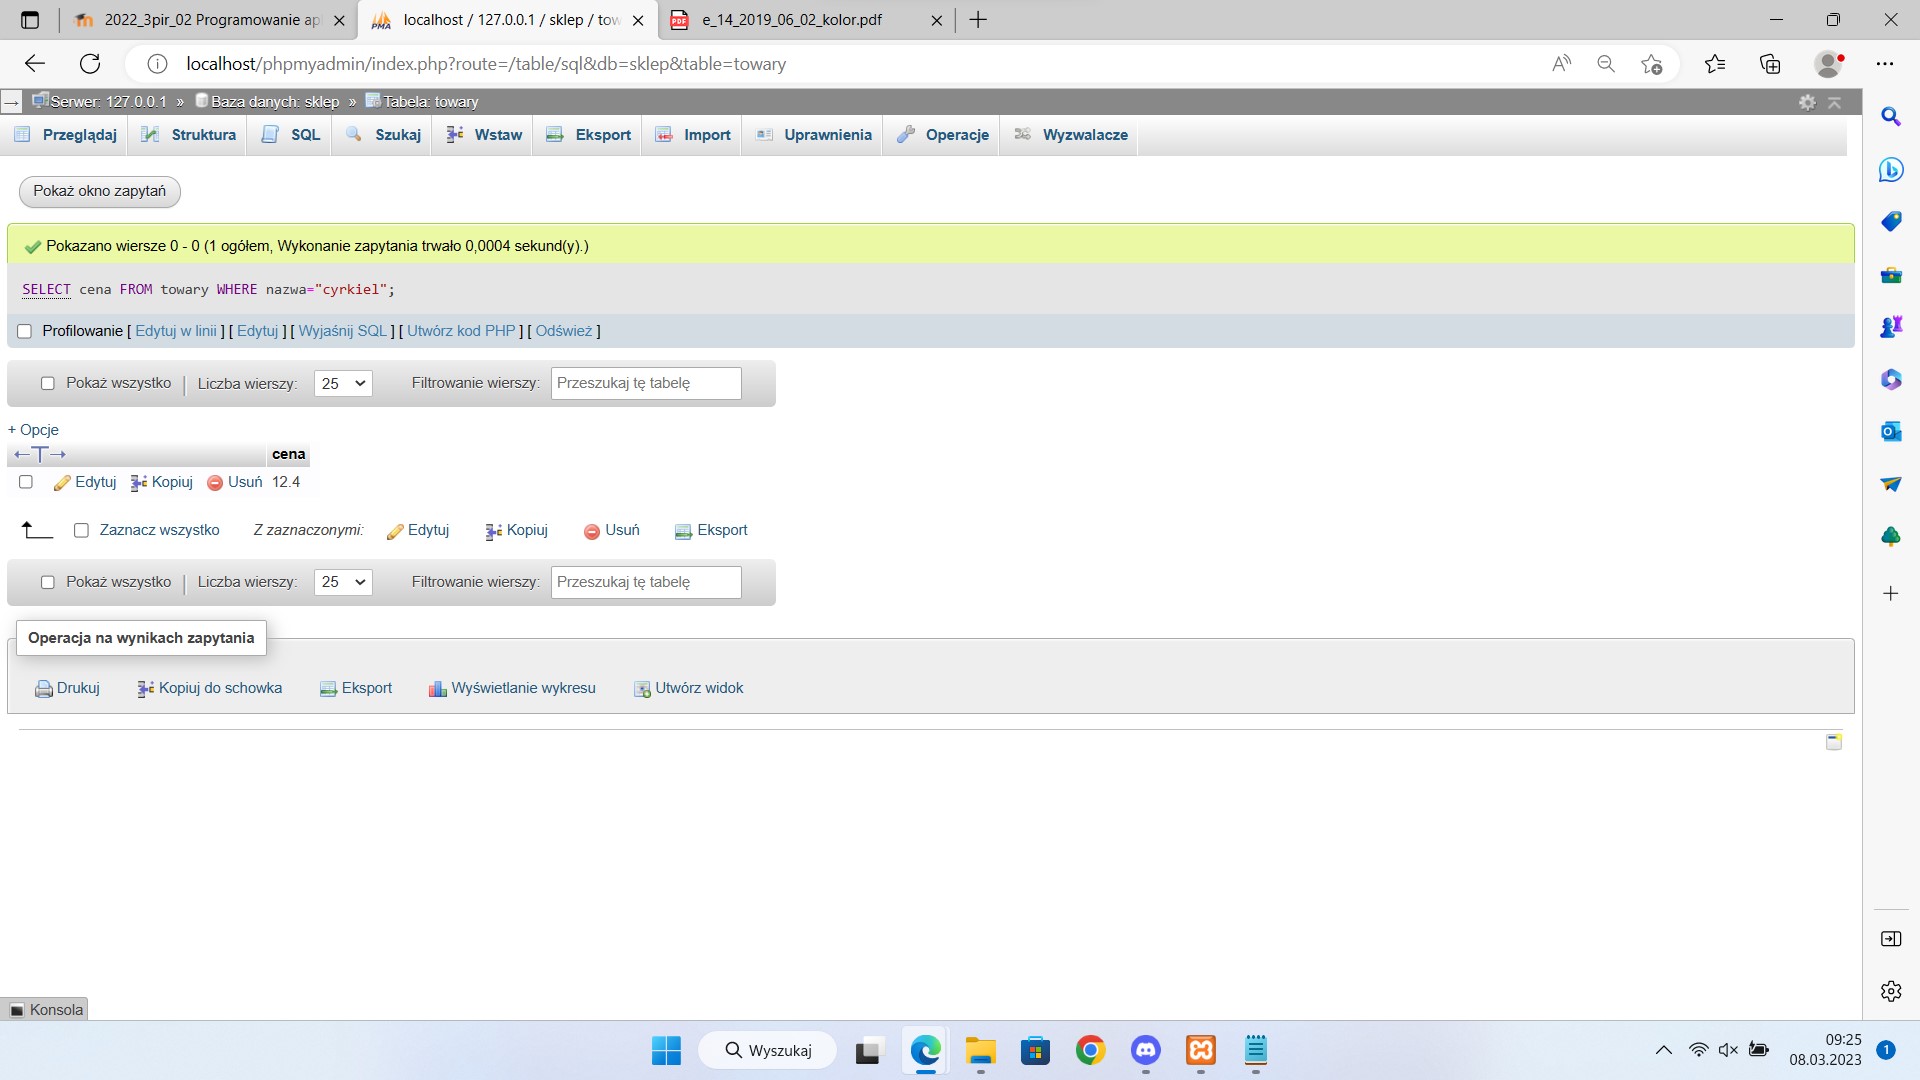 2022_3pir_02 Programowanie ap
localhost / 127.0.0.1 / sklep / tow
e_14_2019_06_02_kolor.pdf
localhost/phpmyadmin/index.php?route=/table/sql&db=sklep&table=towary
Serwer: 127.0.0.1 » Baza danych: sklep » Tabela: towary
Przeglądaj Struktura SQL Szukaj Wstaw Eksport Import Uprawnienia Operacje Wyzwalacze
Pokaż okno zapytań
Pokazano wiersze 0 - 0 (1 ogółem, Wykonanie zapytania trwało 0,0004 sekund(y).)
SELECT cena FROM towary WHERE nazwa="cyrkiel";
Profilowanie [ Edytuj w linii ] [ Edytuj ] [ Wyjaśnij SQL ] [ Utwórz kod PHP ] [ Odśwież ]
Pokaż wszystko | Liczba wierszy: 25 Filtrowanie wierszy: Przeszukaj tę tabelę
+ Opcje
←T→ cena
Edytuj Kopiuj Usuń 12.4
Zaznacz wszystko Z zaznaczonymi: Edytuj Kopiuj Usuń Eksport
Pokaż wszystko | Liczba wierszy: 25 Filtrowanie wierszy: Przeszukaj tę tabelę
Operacja na wynikach zapytania
Drukuj Kopiuj do schowka Eksport Wyświetlanie wykresu Utwórz widok
Konsola
Wyszukaj
09:25
08.03.2023
1